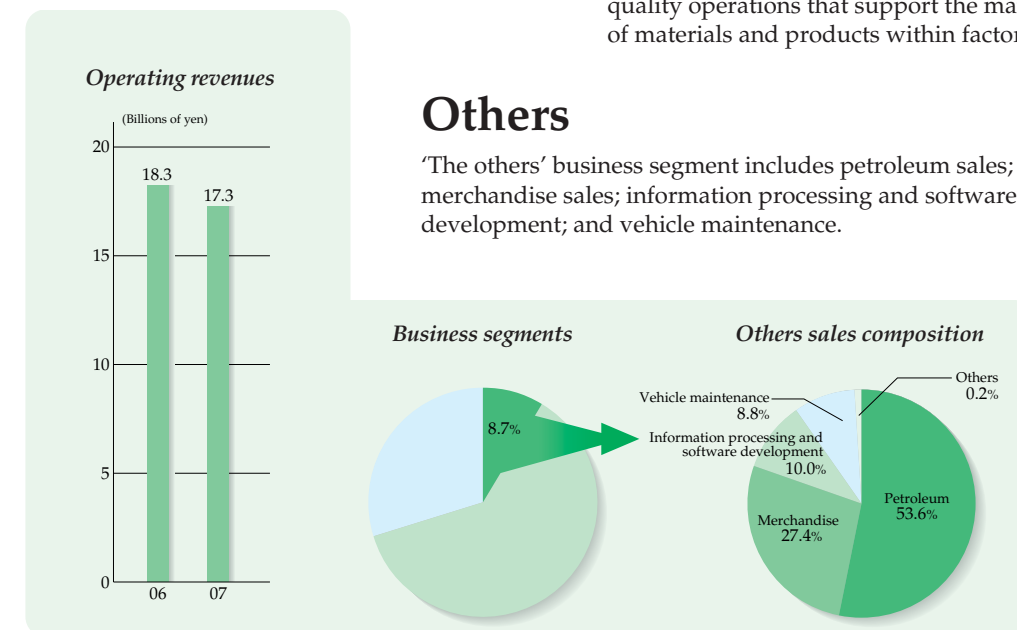 quality operations that support the
of materials and products within
Operating revenues
(Billions of yen)
20
18.3
17.3
15
10
5
0
06
07
Others
‘The others’ business segment includes petroleum sales;
merchandise sales; information processing and software
development; and vehicle maintenance.
Business segments
8.7%
Others sales composition
Others
0.2%
Vehicle maintenance
8.8%
Information processing and
software development
10.0%
Petroleum
53.6%
Merchandise
27.4%